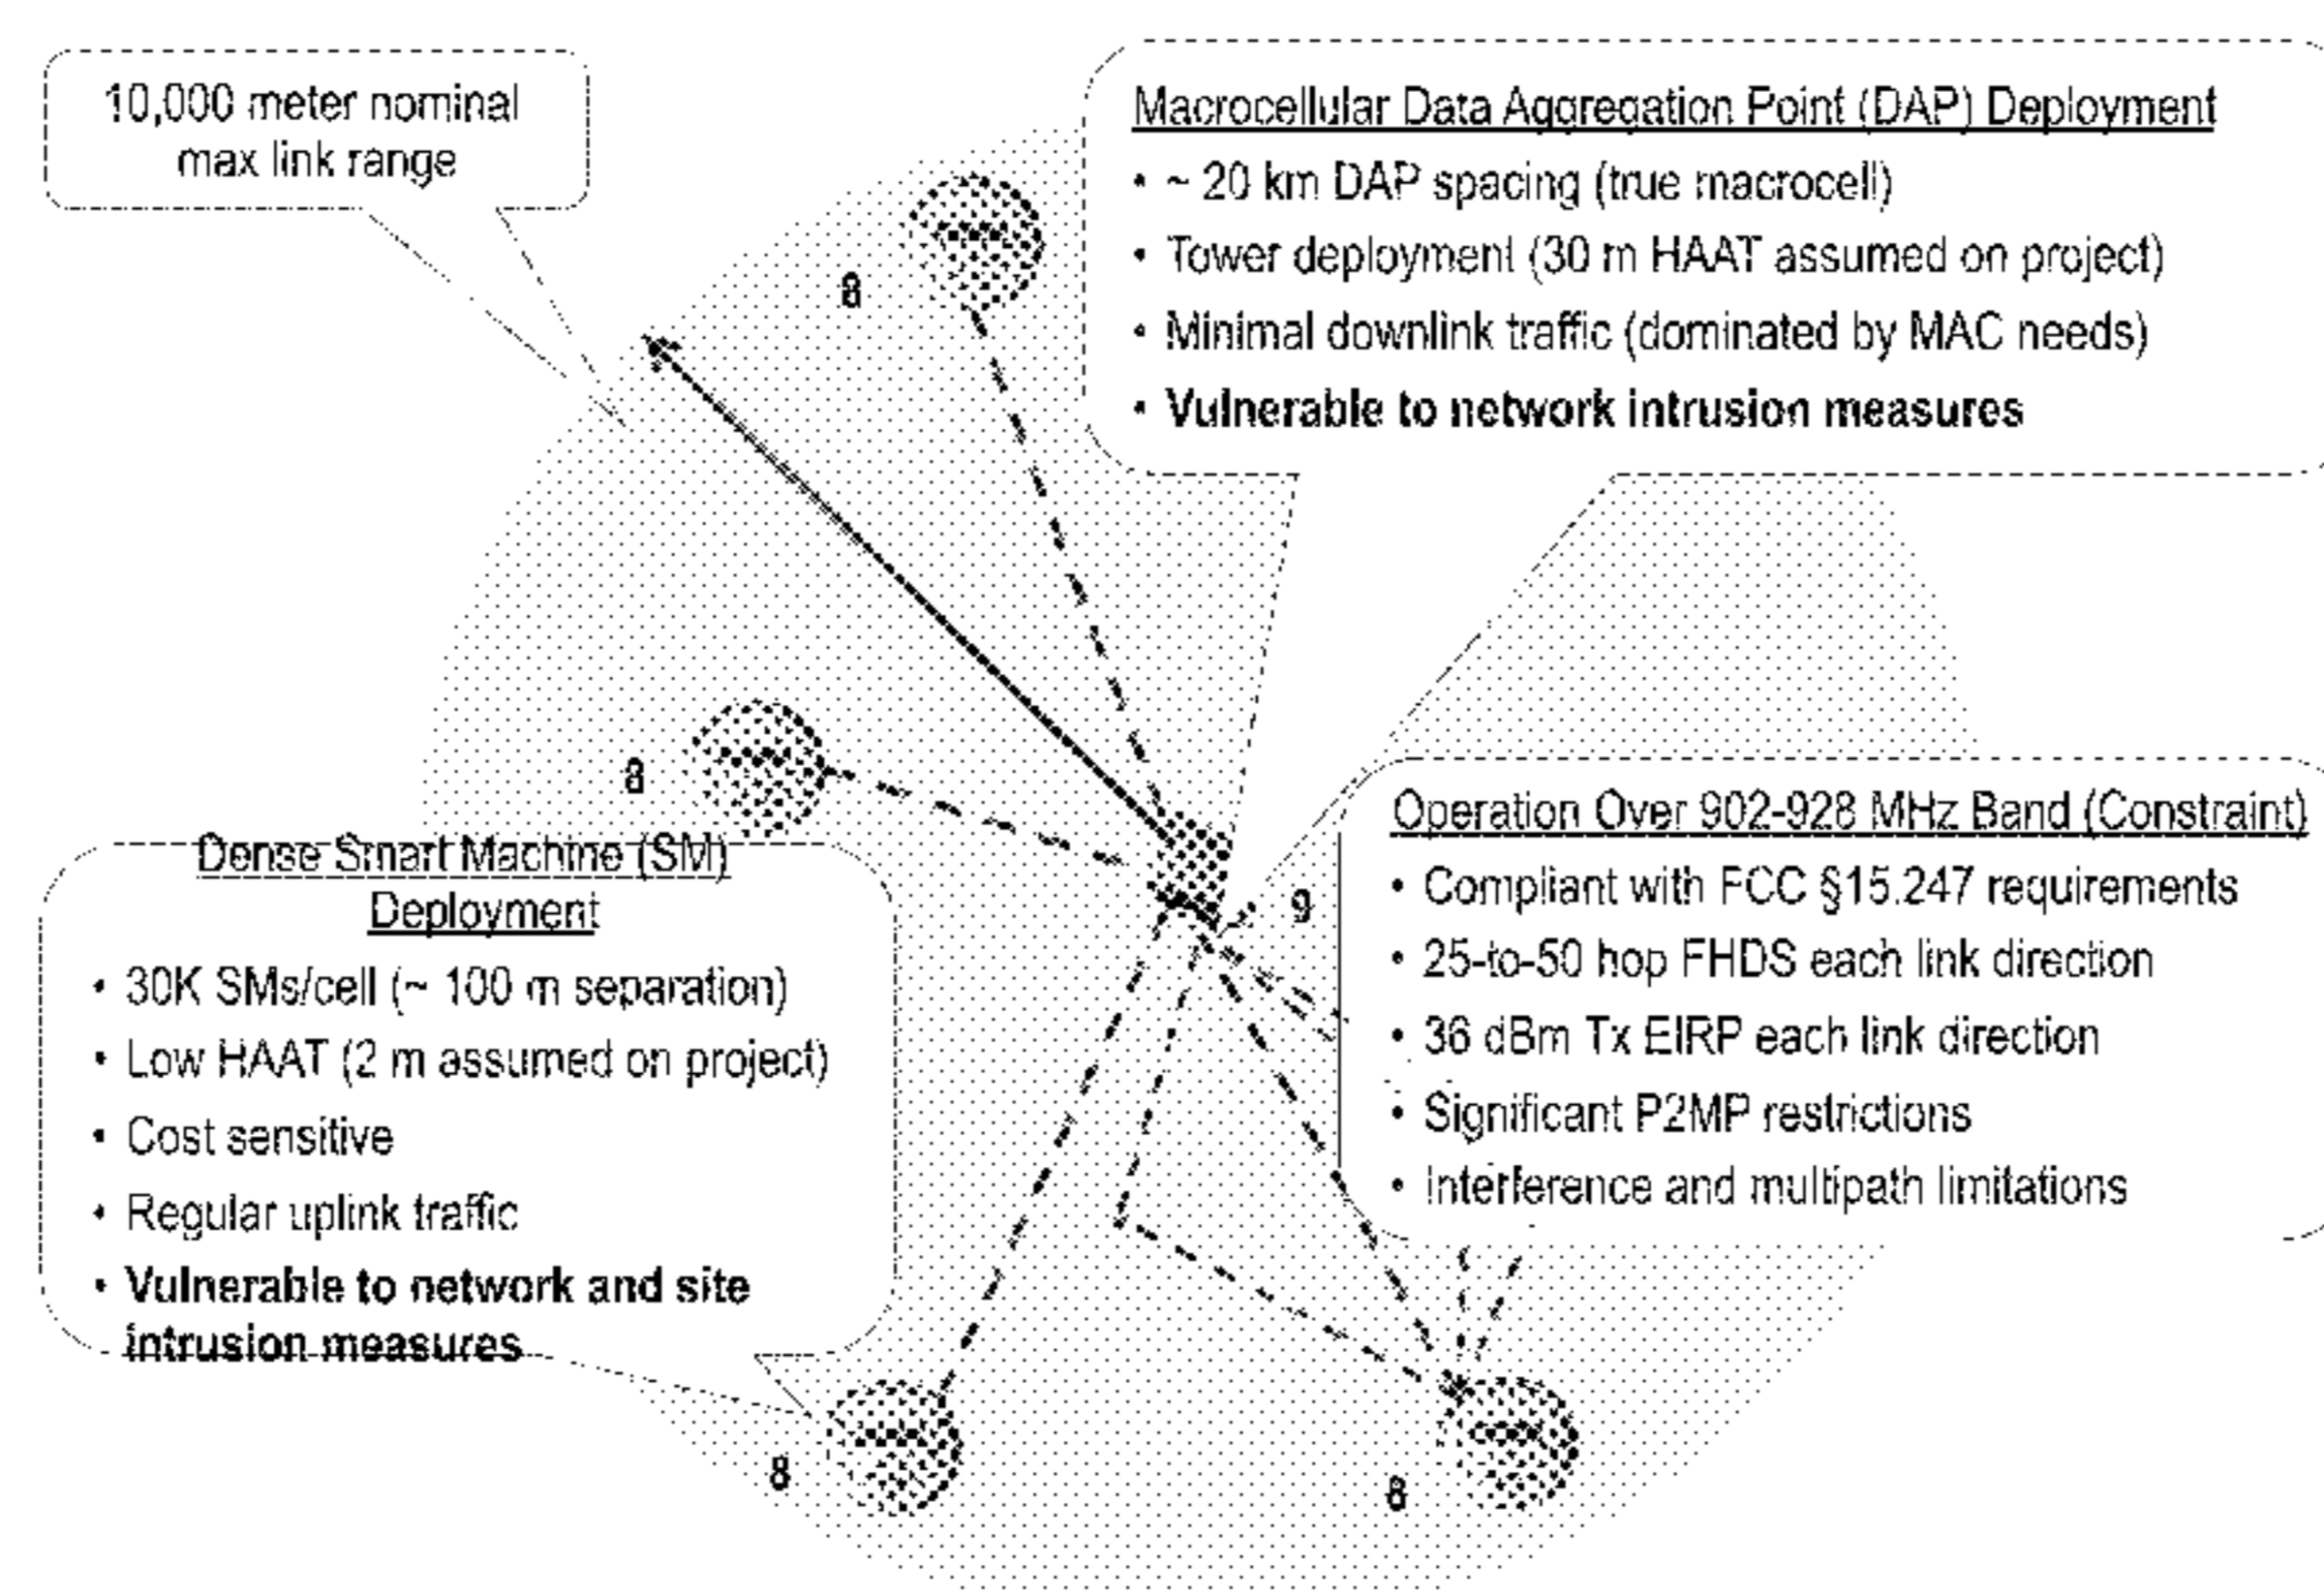 10,000 meter nominal
max link range
Macrocellular Data Aggregation Point (DAP) Deployment
• ~ 20 km DAP spacing (true macrocell)
• Tower deployment (30 m HAAT assumed on project)
• Minimal downlink traffic (dominated by MAC needs)
• Vulnerable to network intrusion measures
8
8
Dense Smart Machine (SM)
Deployment
• 30K SMs/cell (~ 100 m separation)
• Low HAAT (2 m assumed on project)
• Cost sensitive
• Regular uplink traffic
• Vulnerable to network and site
intrusion measures
9
Operation Over 902-928 MHz Band (Constraint)
• Compliant with FCC §15.247 requirements
• 25-to-50 hop FHDS each link direction
• 36 dBm Tx EIRP each link direction
• Significant P2MP restrictions
• Interference and multipath limitations
8
8